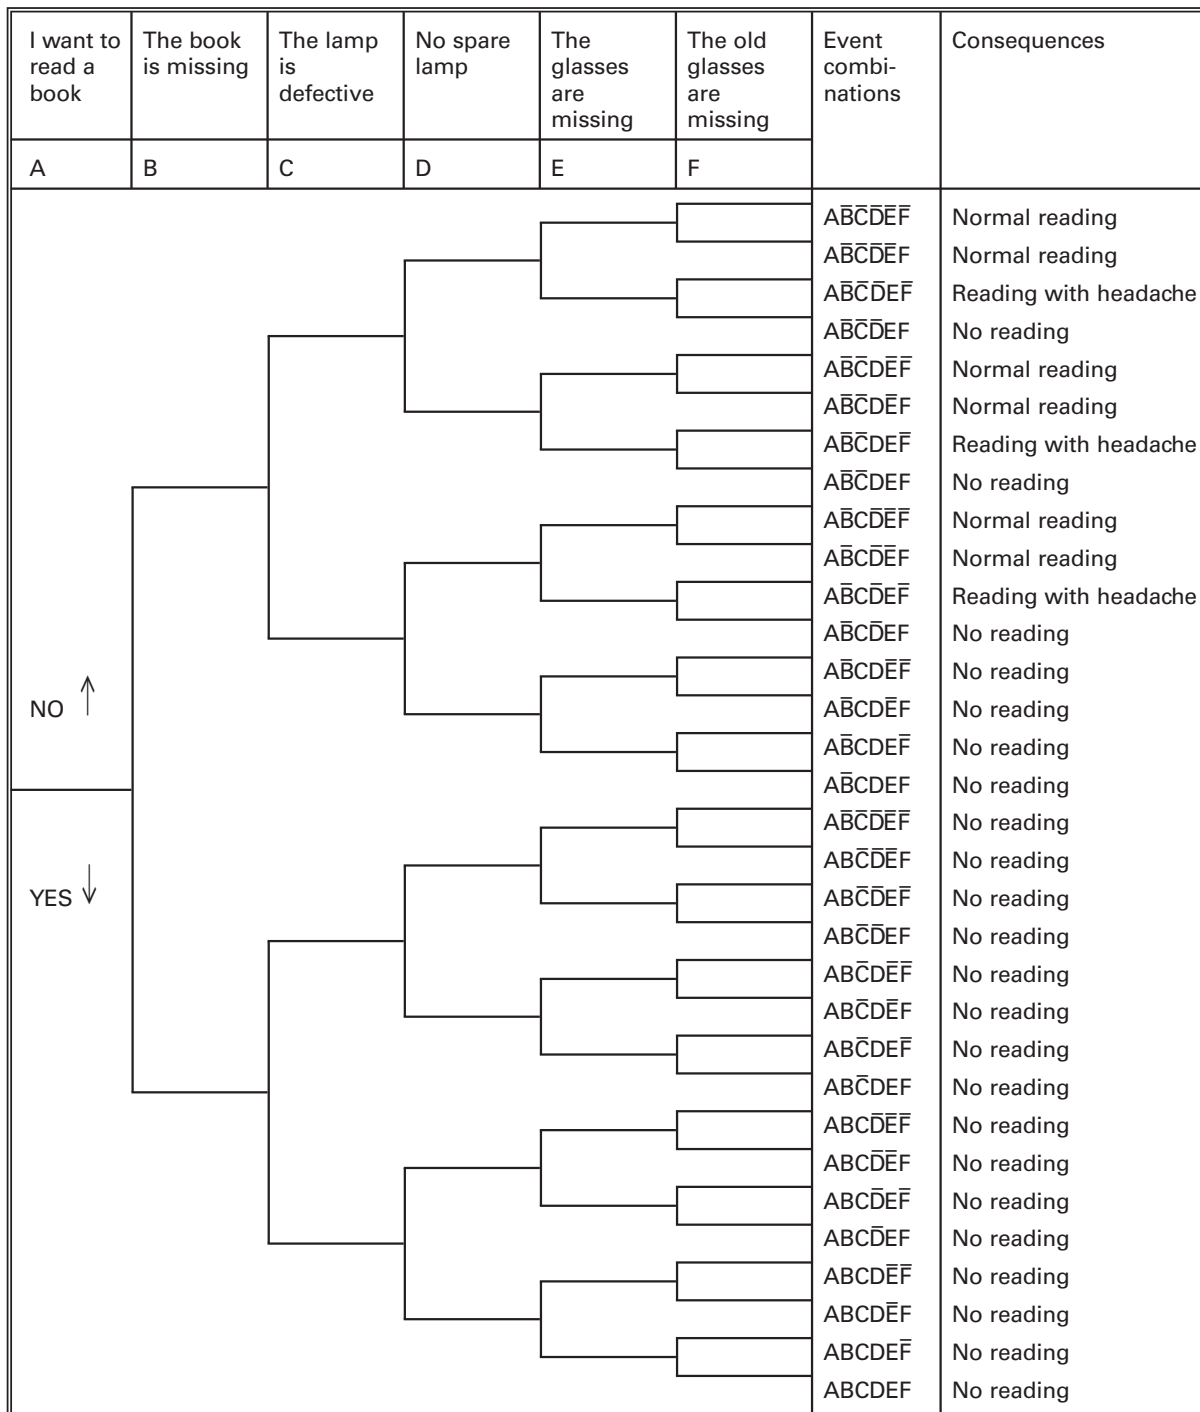 I want to
read a
book
The book
is missing
The lamp
is
defective
No spare
lamp
The
glasses
are
missing
The old
glasses
are
missing
Event
combi-
nations
Consequences
A B C D E F
AB̅C̅D̅E̅F̅ Normal reading
AB̅C̅D̅E̅F Normal reading
AB̅C̅D̅EF̅ Reading with headache
AB̅C̅D̅EF No reading
AB̅C̅DE̅F̅ Normal reading
AB̅C̅DE̅F Normal reading
AB̅C̅DEF̅ Reading with headache
AB̅C̅DEF No reading
AB̅CD̅E̅F̅ Normal reading
AB̅CD̅E̅F Normal reading
AB̅CD̅EF̅ Reading with headache
AB̅CD̅EF No reading
AB̅CDE̅F̅ No reading
NO ↑
AB̅CDE̅F No reading
AB̅CDEF̅ No reading
AB̅CDEF No reading
AB̅C̅D̅E̅F̅ No reading
ABC̅D̅E̅F No reading
YES ↓
ABC̅D̅EF̅ No reading
ABC̅D̅EF No reading
ABC̅DE̅F̅ No reading
ABC̅DE̅F No reading
ABC̅DEF̅ No reading
ABC̅DEF No reading
ABCD̅E̅F̅ No reading
ABCD̅E̅F No reading
ABCD̅EF̅ No reading
ABCD̅EF No reading
ABCDE̅F̅ No reading
ABCDE̅F No reading
ABCDEF̅ No reading
ABCDEF No reading